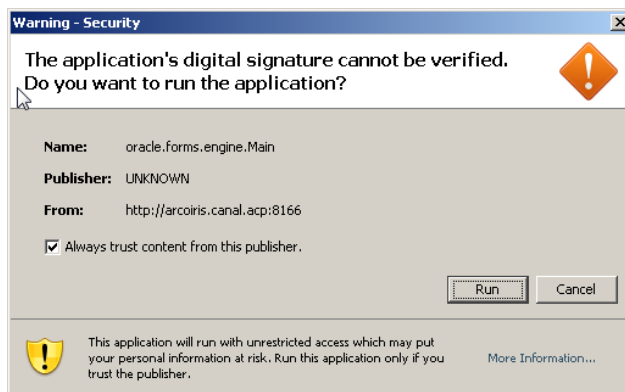 Warning - Security
The application's digital signature cannot be verified.
Do you want to run the application?
Name: oracle.forms.engine.Main
Publisher: UNKNOWN
From: http://arcoiris.canal.acp:8166
Always trust content from this publisher.
Run Cancel
This application will run with unrestricted access which may put
your personal information at risk. Run this application only if you
trust the publisher.
More Information...